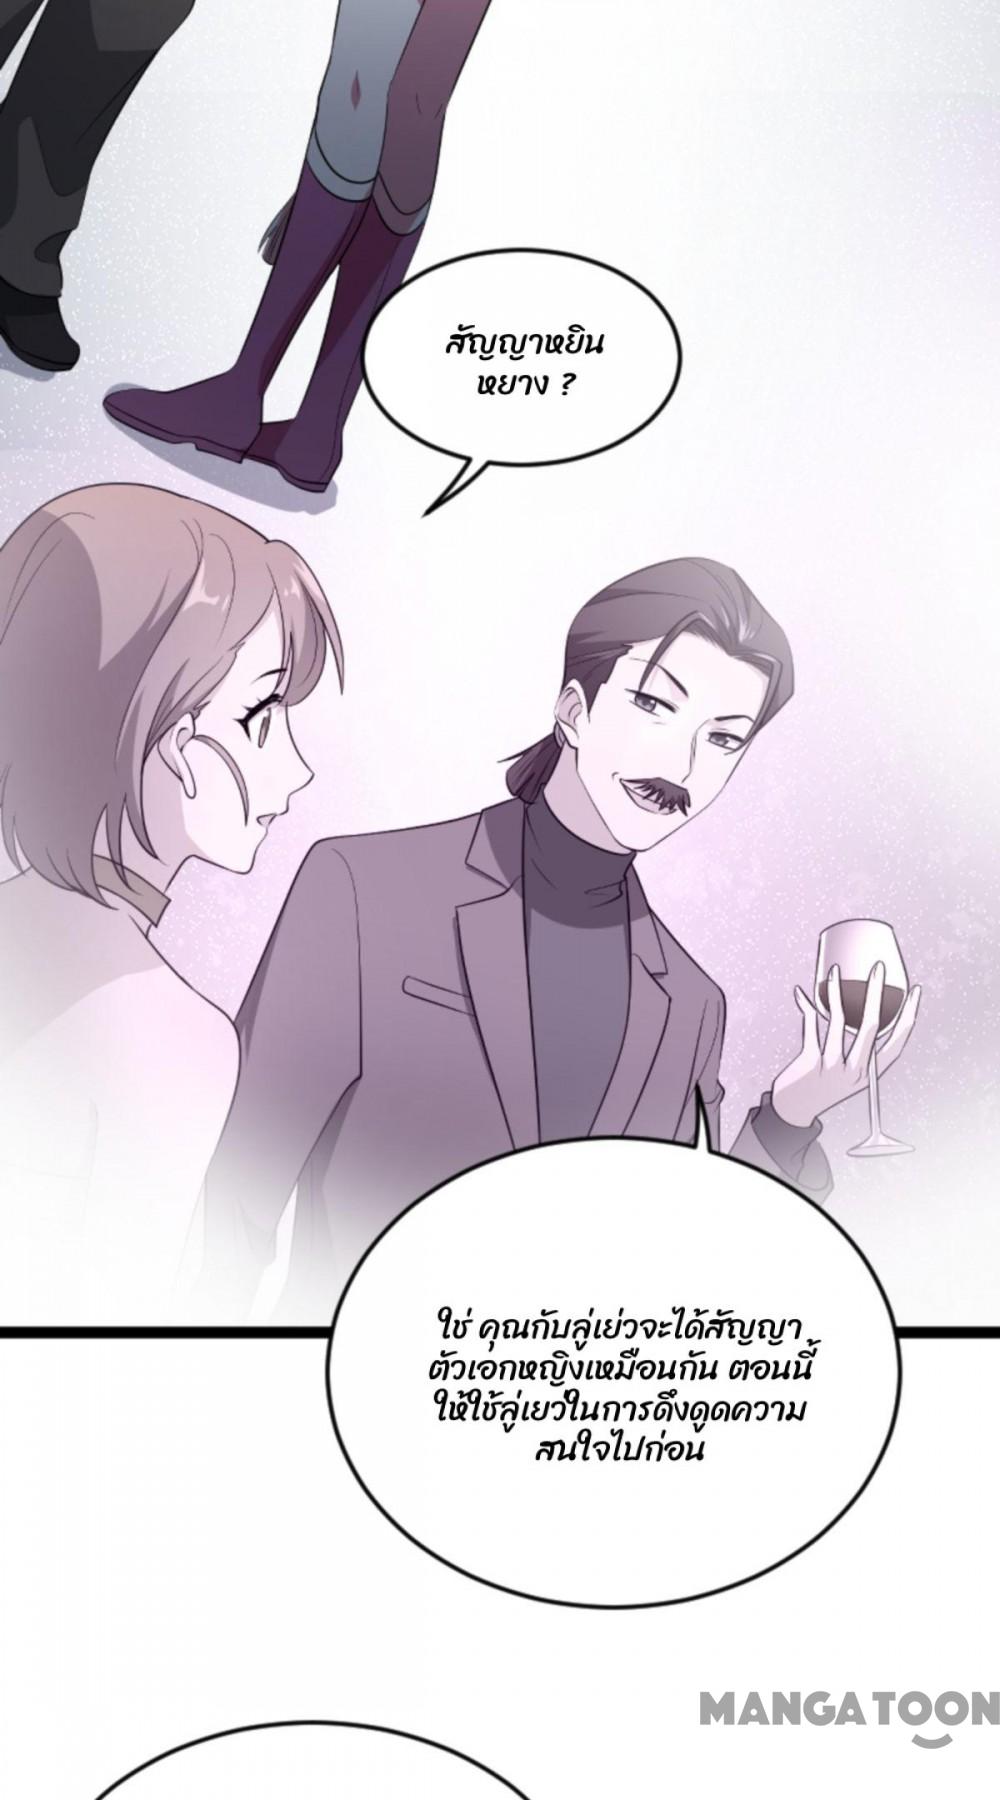 สัญญาหยิน
หยาง ?
ใช่ คุณกับลู่เย่วจะได้สัญญา
ตัวเอกหญิงเหมือนกัน ตอนนี้
ให้ใช้ลู่เยว่ในการดึงดูดความ
สนใจไปก่อน
MANGATOON